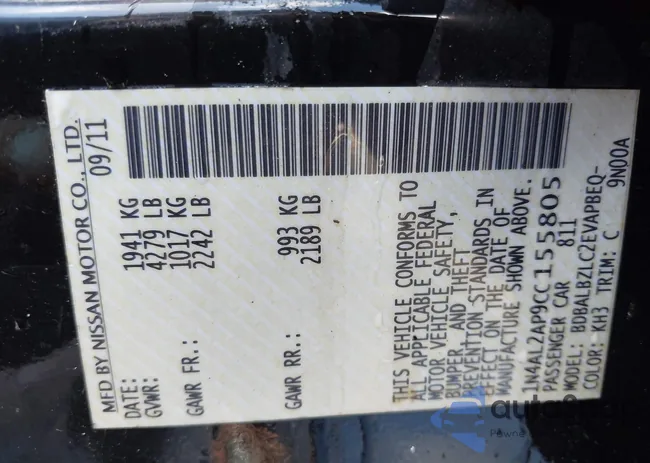 MFD BY NISSAN MOTOR CO., LTD.
DATE: 09/11
GVWR: 1941 KG
4279 LB
GAWR FR.: 1017 KG
2242 LB
GAWR RR.: 993 KG
2189 LB
THIS VEHICLE CONFORMS TO
ALL APPLICABLE FEDERAL
MOTOR VEHICLE SAFETY,
BUMPER, AND THEFT
PREVENTION STANDARDS IN
EFFECT ON THE DATE OF
MANUFACTURE SHOWN ABOVE.
1N4AL2AP9CC155805
PASSENGER CAR 811
MODEL: BDBALBZLCZEVAPBEQ-
COLOR: KH3 TRIM: C 9N00A